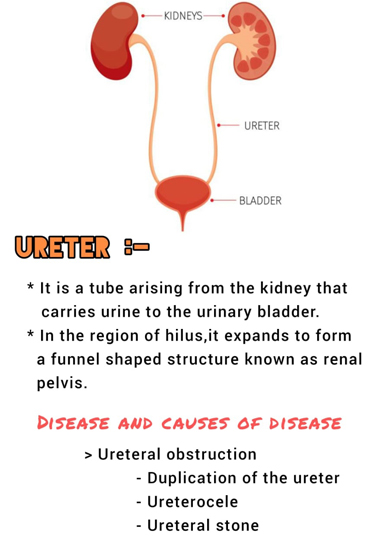 KIDNEYS
URETER
BLADDER
URETER :-
* It is a tube arising from the kidney that
carries urine to the urinary bladder.
* In the region of hilus,it expands to form
a funnel shaped structure known as renal
pelvis.
Disease and causes of disease
> Ureteral obstruction
- Duplication of the ureter
- Ureterocele
- Ureteral stone